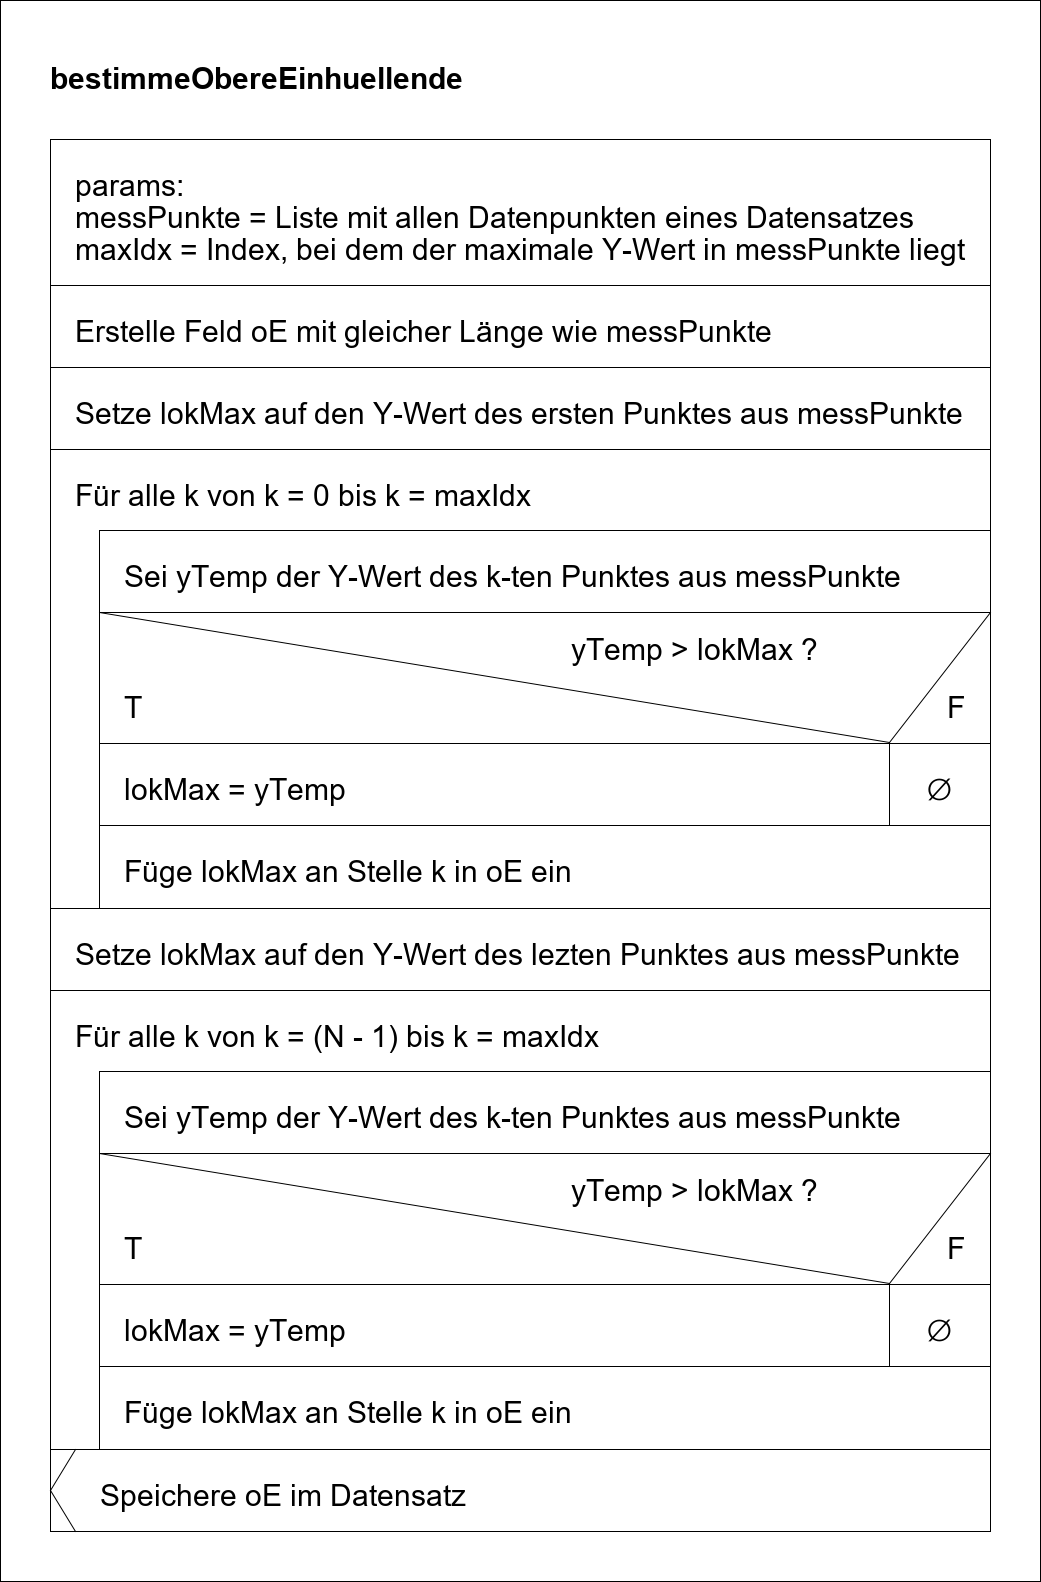 bestimmeObereEinhuellende
params:
messPunkte = Liste mit allen Datenpunkten eines Datensatzes
maxIdx = Index, bei dem der maximale Y-Wert in messPunkte liegt
Erstelle Feld oE mit gleicher Länge wie messPunkte
Setze lokMax auf den Y-Wert des ersten Punktes aus messPunkte
Für alle k von k = 0 bis k = maxIdx
Sei yTemp der Y-Wert des k-ten Punktes aus messPunkte
yTemp > lokMax ?
T F
lokMax = yTemp ∅
Füge lokMax an Stelle k in oE ein
Setze lokMax auf den Y-Wert des lezten Punktes aus messPunkte
Für alle k von k = (N - 1) bis k = maxIdx
Sei yTemp der Y-Wert des k-ten Punktes aus messPunkte
yTemp > lokMax ?
T F
lokMax = yTemp ∅
Füge lokMax an Stelle k in oE ein
Speichere oE im Datensatz